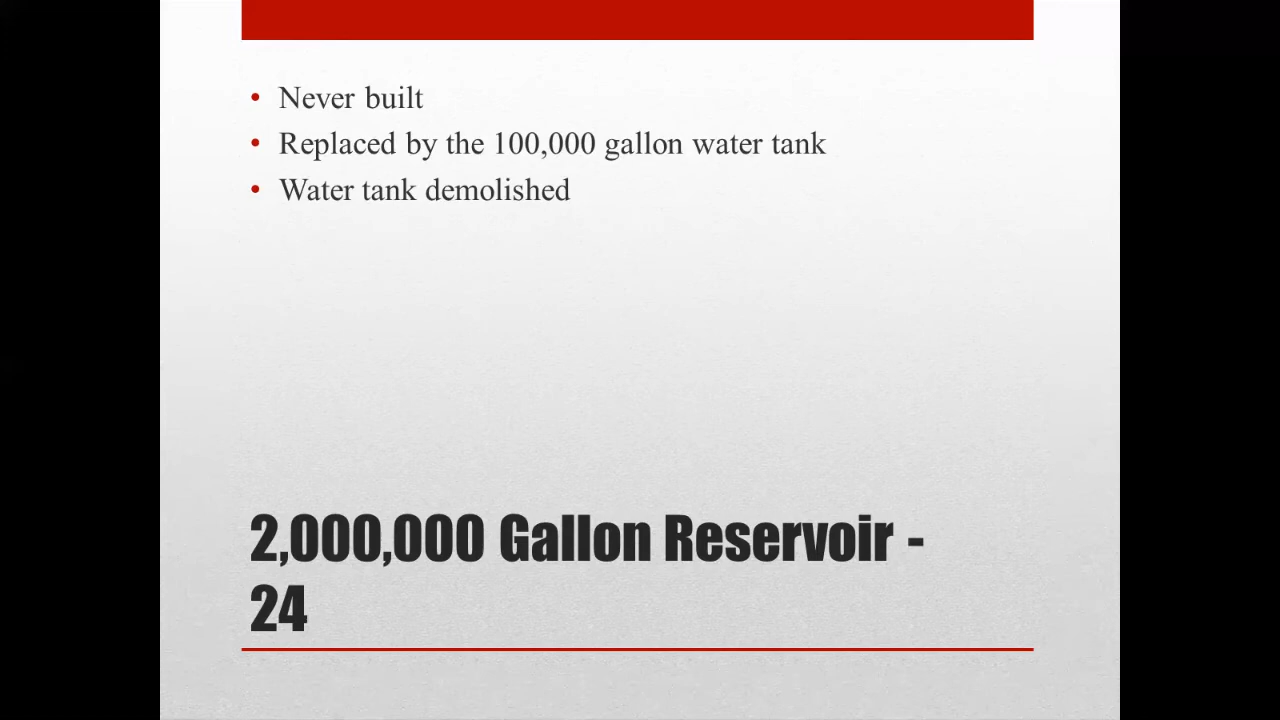 • Never built
• Replaced by the 100,000 gallon water tank
• Water tank demolished
2,000,000 Gallon Reservoir -
24